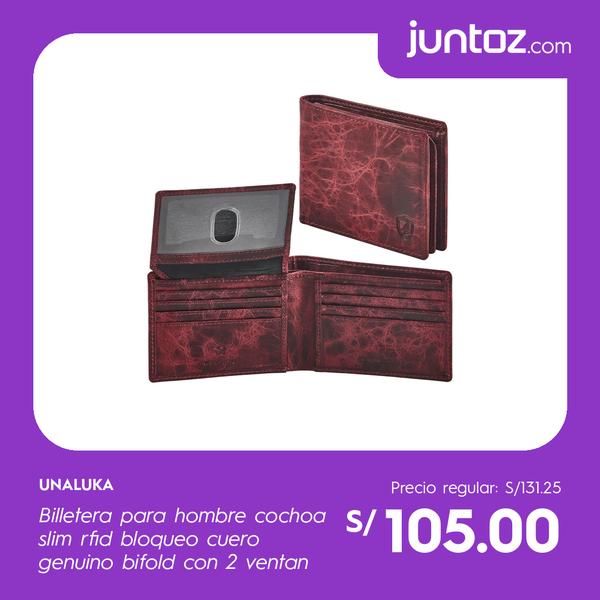 juntoz.com
UNALUKA
Billetera para hombre cochoa
slim rfid bloqueo cuero
genuino bifold con 2 ventan
Precio regular: S/131.25
S/105.00